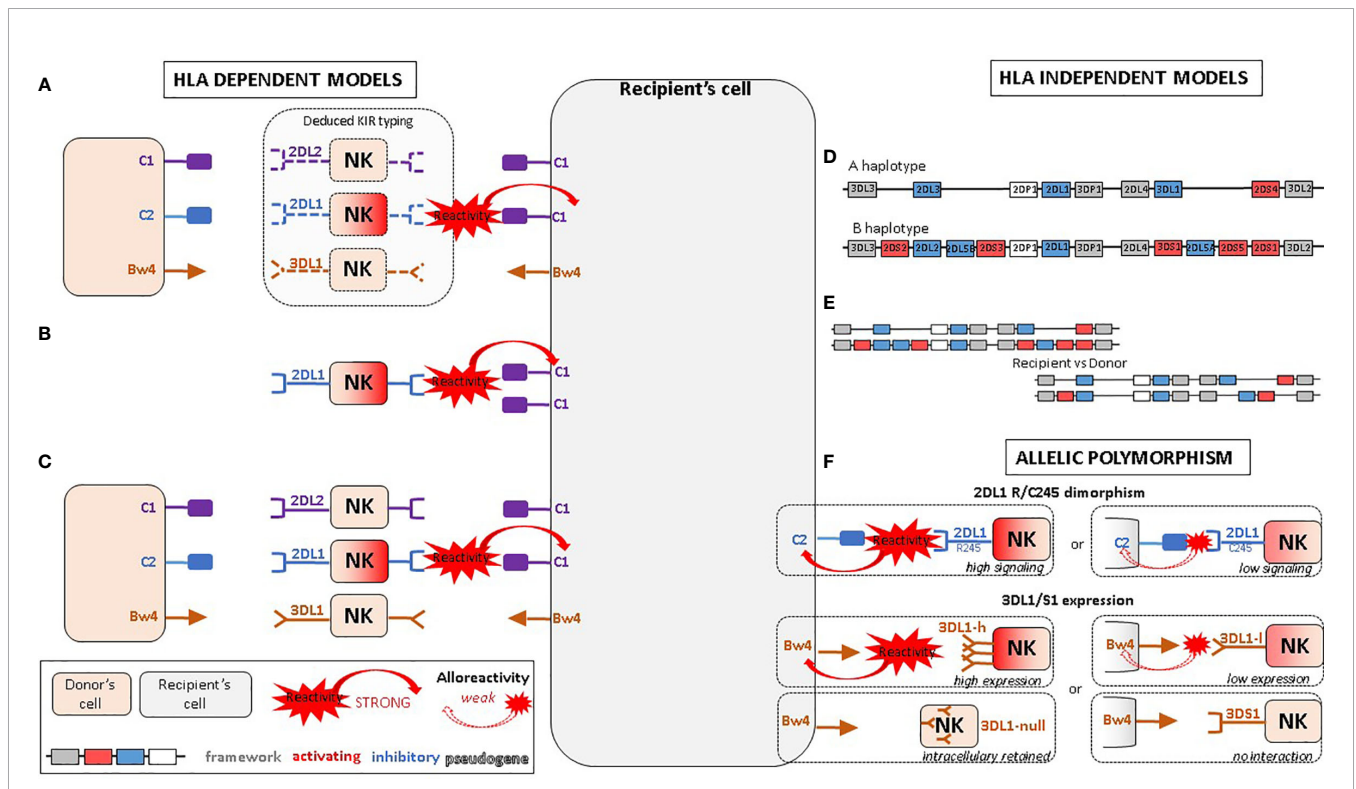 A
HLA DEPENDENT MODELS
Deduced KIR typing
C1
2DL2
NK
C1
C2
2DL1
NK
Reactivity
C1
Bw4
3DL1
NK
Bw4
B
2DL1
NK
Reactivity
C1
C1
C
C1
2DL2
NK
C1
C2
2DL1
NK
Reactivity
C1
Bw4
3DL1
NK
Bw4
Donor's
cell
Recipient's
cell
Reactivity
STRONG
Alloreactivity
weak
framework activating inhibitory pseudogene
Recipient's cell
HLA INDEPENDENT MODELS
D
A haplotype
3DL3 2DL3 2DP1 2DL1 3DP1 2DL4 3DL1 2DS4 3DL2
B haplotype
3DL3 2DS2 2DL2 2DL5B 2DS3 2DP1 2DL1 3DP1 2DL4 3DS1 2DL5A 2DS5 2DS1 3DL2
E
Recipient vs Donor
F
ALLELIC POLYMORPHISM
2DL1 R/C245 dimorphism
C2
Reactivity
2DL1
R245
NK
high signaling
or
C2
2DL1
C245
NK
low signaling
3DL1/S1 expression
Bw4
Reactivity
3DL1-h
NK
high expression
Bw4
3DL1-l
NK
low expression
or
Bw4
NK
3DL1-null
intracellulary retained
Bw4
3DS1
NK
no interaction